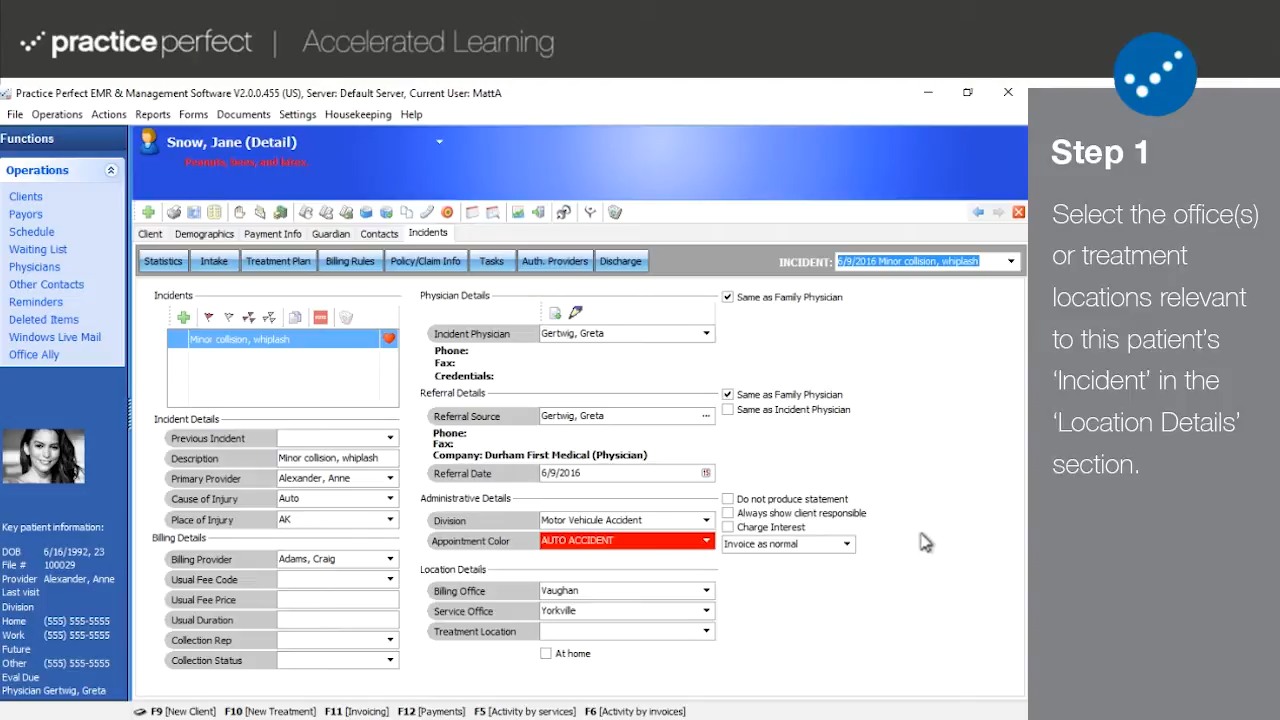 practiceperfect | Accelerated Learning
Practice Perfect EMR & Management Software V2.0.0.455 (US), Server: Default Server, Current User: MattA
File Operations Actions Reports Forms Documents Settings Housekeeping Help
Functions
Operations
Clients
Payors
Schedule
Waiting List
Physicians
Other Contacts
Reminders
Deleted Items
Windows Live Mail
Office Ally
Key patient information:
DOB 6/16/1992, 23
File # 100029
Provider Alexander, Anne
Last visit
Division
Home (555) 555-5555
Work (555) 555-5555
Future
Other (555) 555-5555
Eval Due
Physician Gertwig, Greta
Snow, Jane (Detail)
Peanuts, bees, and latex.
Client Demographics Payment Info Guardian Contacts Incidents
Statistics Intake Treatment Plan Billing Rules Policy/Claim Info Tasks Auth. Providers Discharge INCIDENT: 6/9/2016 Minor collision, whiplash
Incidents
Minor collision, whiplash
Incident Details
Previous Incident
Description Minor collision, whiplash
Primary Provider Alexander, Anne
Cause of Injury Auto
Place of Injury AK
Billing Details
Billing Provider Adams, Craig
Usual Fee Code
Usual Fee Price
Usual Duration
Collection Rep
Collection Status
Physician Details
Same as Family Physician
Incident Physician Gertwig, Greta
Phone:
Fax:
Credentials:
Referral Details
Same as Family Physician
Same as Incident Physician
Referral Source Gertwig, Greta ...
Phone:
Fax:
Company: Durham First Medical (Physician)
Referral Date 6/9/2016
Administrative Details
Do not produce statement
Always show client responsible
Charge Interest
Invoice as normal
Division Motor Vehicule Accident
Appointment Color AUTO ACCIDENT
Location Details
Billing Office Vaughan
Service Office Yorkville
Treatment Location
At home
F9 [New Client] F10 [New Treatment] F11 [Invoicing] F12 [Payments] F5 [Activity by services] F6 [Activity by invoices]
Step 1
Select the office(s)
or treatment
locations relevant
to this patient's
‘Incident’ in the
‘Location Details’
section.